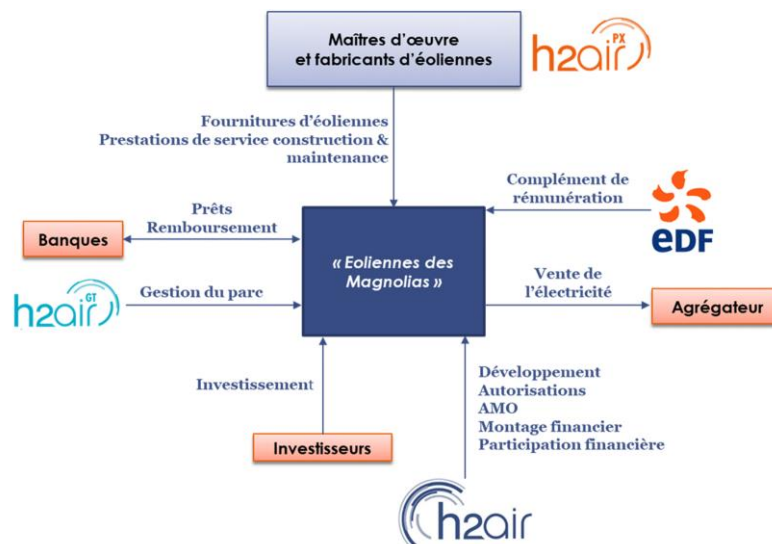 Maîtres d’œuvre
et fabricants d’éoliennes
h2air PX
Fournitures d’éoliennes
Prestations de service construction &
maintenance
Complément de
rémunération
eDF
Prêts
Remboursement
Banques
« Eoliennes des
Magnolias »
h2air GT
Gestion du parc
Vente de
l’électricité
Agrégateur
Investissement
Développement
Autorisations
AMO
Montage financier
Participation financière
Investisseurs
h2air